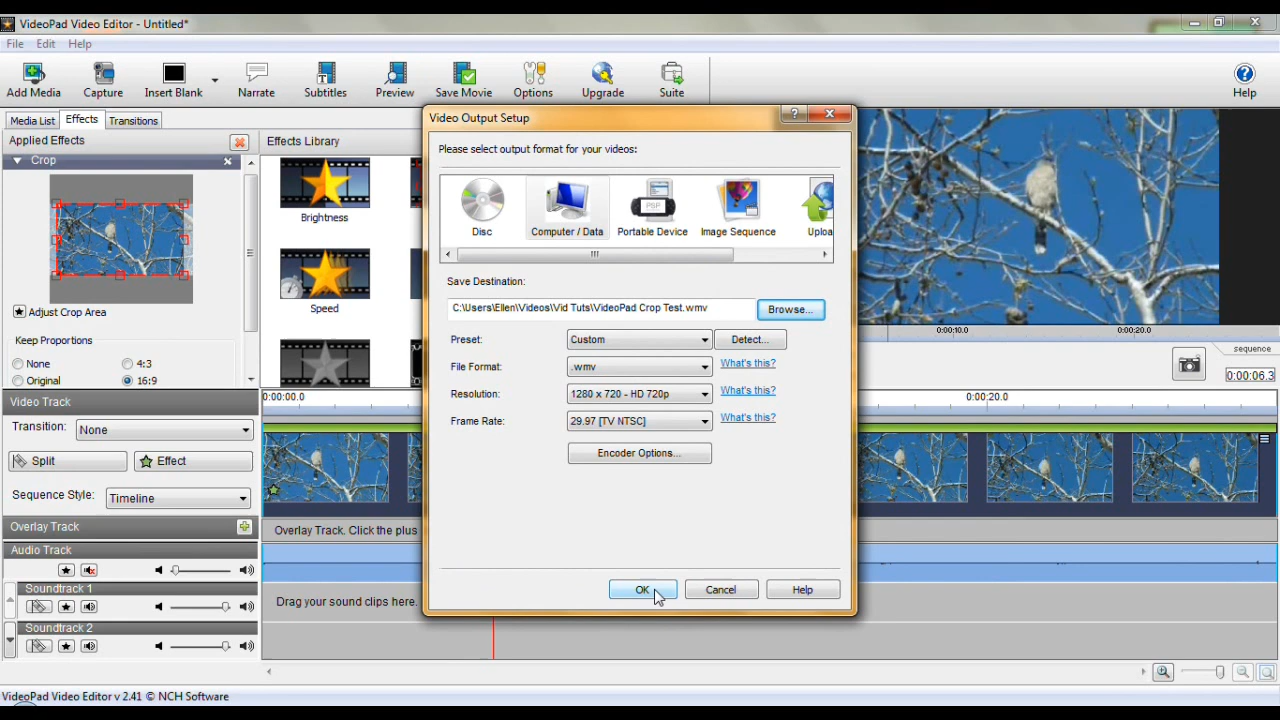 VideoPad Video Editor - Untitled*
File Edit Help
Add Media Capture Insert Blank Narrate Subtitles Preview Save Movie Options Upgrade Suite Help
Media List Effects Transitions
Applied Effects
Crop
Adjust Crop Area
Keep Proportions
None 4:3
Original 16:9
Effects Library
Brightness
Speed
Video Output Setup
Please select output format for your videos:
Disc Computer / Data Portable Device Image Sequence Uploa
PSP
Save Destination:
C:\Users\Ellen\Videos\Vid Tuts\VideoPad Crop Test.wmv Browse...
Preset: Custom Detect...
File Format: .wmv What's this?
Resolution: 1280 x 720 - HD 720p What's this?
Frame Rate: 29.97 [TV NTSC] What's this?
Encoder Options...
OK Cancel Help
0:00:10.0 0:00:20.0
sequence
0:00:06.3
Video Track 0:00:00.0 0:00:20.0
Transition: None
Split Effect
Sequence Style: Timeline
Overlay Track Overlay Track. Click the plus
Audio Track
Soundtrack 1
Drag your sound clips here.
Soundtrack 2
VideoPad Video Editor v 2.41 © NCH Software